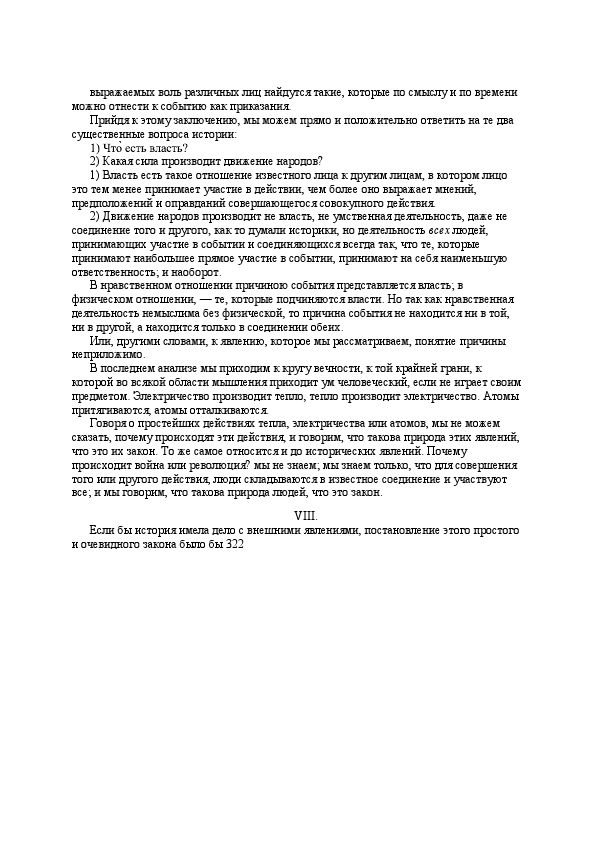 выражаемых воль различных лиц найдутся такие, которые по смыслу и по времени
можно отнести к событию как приказания.
Прийдя к этому заключению, мы можем прямо и положительно ответить на те два
существенные вопроса истории:
1) Что̀ есть власть?
2) Какая сила производит движение народов?
1) Власть есть такое отношение известного лица к другим лицам, в котором лицо
это тем менее принимает участие в действии, чем более оно выражает мнений,
предположений и оправданий совершающегося совокупного действия.
2) Движение народов производит не власть, не умственная деятельность, даже не
соединение того и другого, как то думали историки, но деятельность всех людей,
принимающих участие в событии и соединяющихся всегда так, что те, которые
принимают наибольшее прямое участие в событии, принимают на себя наименьшую
ответственность; и наоборот.
В нравственном отношении причиною события представляется власть; в
физическом отношении, — те, которые подчиняются власти. Но так как нравственная
деятельность немыслима без физической, то причина события не находится ни в той,
ни в другой, а находится только в соединении обеих.
Или, другими словами, к явлению, которое мы рассматриваем, понятие причины
неприложимо.
В последнем анализе мы приходим к кругу вечности, к той крайней грани, к
которой во всякой области мышления приходит ум человеческий, если не играет своим
предметом. Электричество производит тепло, тепло производит электричество. Атомы
притягиваются, атомы отталкиваются.
Говоря о простейших действиях тепла, электричества или атомов, мы не можем
сказать, почему происходят эти действия, и говорим, что такова природа этих явлений,
что это их закон. То же самое относится и до исторических явлений. Почему
происходит война или революция? мы не знаем; мы знаем только, что для совершения
того или другого действия, люди складываются в известное соединение и участвуют
все; и мы говорим, что такова природа людей, что это закон.
VIII.
Если бы история имела дело с внешними явлениями, постановление этого простого
и очевидного закона было бы 322